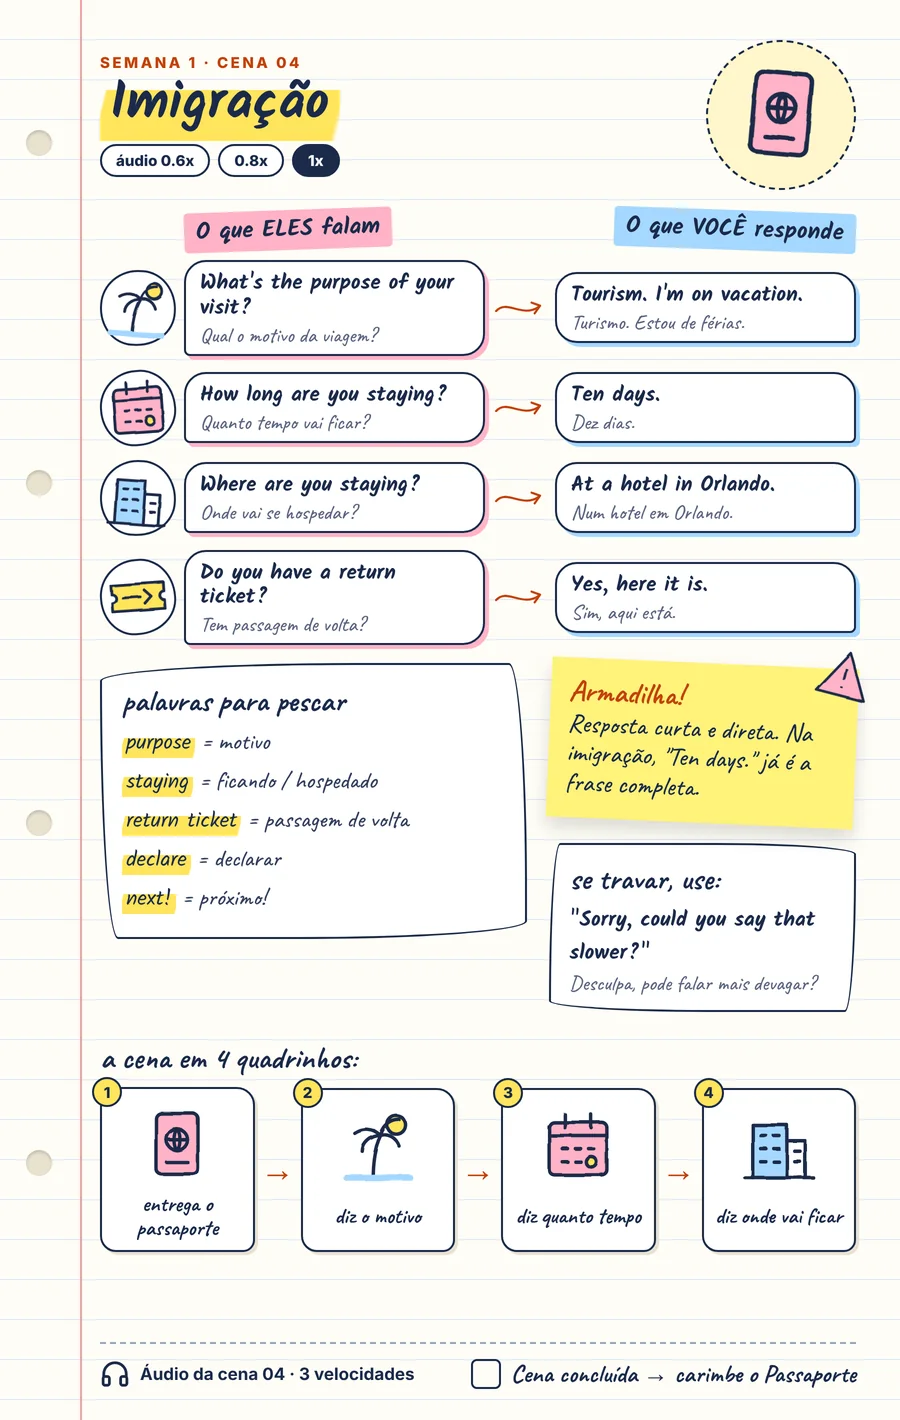 SEMANA 1 · CENA 04
Imigração
áudio 0.6x
0.8x
1x
O que ELES falam
O que VOCÊ responde
What's the purpose of your
visit?
Qual o motivo da viagem?
Tourism. I'm on vacation.
Turismo. Estou de férias.
How long are you staying?
Quanto tempo vai ficar?
Ten days.
Dez dias.
Where are you staying?
Onde vai se hospedar?
At a hotel in Orlando.
Num hotel em Orlando.
Do you have a return
ticket?
Tem passagem de volta?
Yes, here it is.
Sim, aqui está.
palavras para pescar
purpose = motivo
staying = ficando / hospedado
return ticket = passagem de volta
declare = declarar
next! = próximo!
Armadilha!
Resposta curta e direta. Na
imigração, "Ten days." já é a
frase completa.
!
se travar, use:
"Sorry, could you say that
slower?"
Desculpa, pode falar mais devagar?
a cena em 4 quadrinhos:
1
entrega o
passaporte
→
2
diz o motivo
→
3
diz quanto tempo
→
4
diz onde vai ficar
Áudio da cena 04 · 3 velocidades
Cena concluída → carimbe o Passaporte